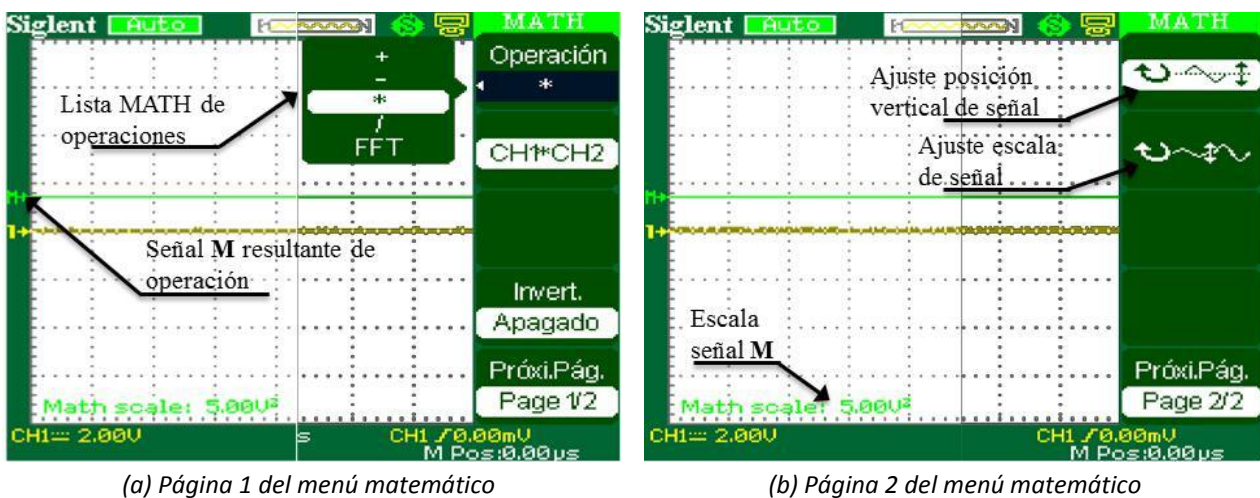 Siglent Auto MATH
+
-
*
/
FFT
Operación
*
CH1*CH2
Lista MATH de
operaciones
M
1
Señal M resultante de
operación
Invert.
Apagado
Próxi.Pág.
Page 1/2
Math scale: 5.00V²
CH1 2.00V s CH1 0.00mV
M Pos:0.00µs
(a) Página 1 del menú matemático
Siglent Auto MATH
Ajuste posición
vertical de señal
Ajuste escala
de señal
M
1
Escala
señal M
Próxi.Pág.
Page 2/2
Math scale: 5.00V²
CH1 2.00V CH1 0.00mV
M Pos:0.00µs
(b) Página 2 del menú matemático